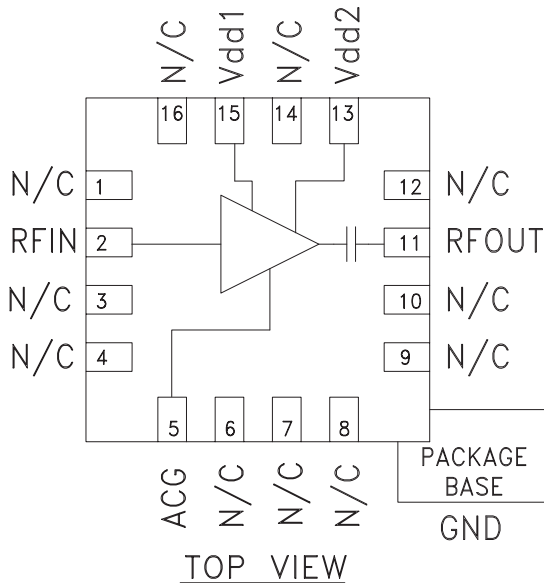 N/C
Vdd1
N/C
Vdd2
16
15
14
13
N/C 1
12 N/C
RFIN 2
11 RFOUT
N/C 3
10 N/C
N/C 4
9 N/C
5
6
7
8
ACG
N/C
N/C
N/C
PACKAGE
BASE
GND
TOP VIEW